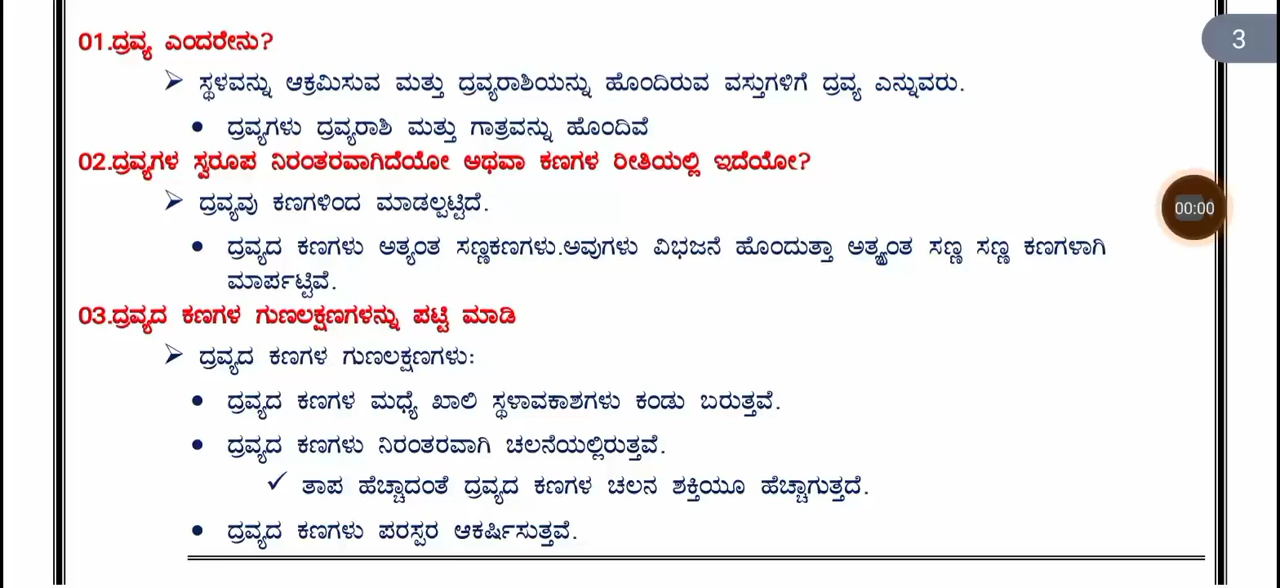 3
01.ದ್ರವ್ಯ ಎಂದರೇನು?
➤ ಸ್ಥಳವನ್ನು ಆಕ್ರಮಿಸುವ ಮತ್ತು ದ್ರವ್ಯರಾಶಿಯನ್ನು ಹೊಂದಿರುವ ವಸ್ತುಗಳಿಗೆ ದ್ರವ್ಯ ಎನ್ನುವರು.
• ದ್ರವ್ಯಗಳು ದ್ರವ್ಯರಾಶಿ ಮತ್ತು ಗಾತ್ರವನ್ನು ಹೊಂದಿವೆ
02.ದ್ರವ್ಯಗಳ ಸ್ವರೂಪ ನಿರಂತರವಾಗಿದೆಯೋ ಅಥವಾ ಕಣಗಳ ರೀತಿಯಲ್ಲಿ ಇದೆಯೋ?
➤ ದ್ರವ್ಯವು ಕಣಗಳಿಂದ ಮಾಡಲ್ಪಟ್ಟಿದೆ.
00:00
• ದ್ರವ್ಯದ ಕಣಗಳು ಅತ್ಯಂತ ಸಣ್ಣಕಣಗಳು.ಅವುಗಳು ವಿಭಜನೆ ಹೊಂದುತ್ತಾ ಅತ್ಯಂತ ಸಣ್ಣ ಸಣ್ಣ ಕಣಗಳಾಗಿ
ಮಾರ್ಪಟ್ಟಿವೆ.
03.ದ್ರವ್ಯದ ಕಣಗಳ ಗುಣಲಕ್ಷಣಗಳನ್ನು ಪಟ್ಟಿ ಮಾಡಿ
➤ ದ್ರವ್ಯದ ಕಣಗಳ ಗುಣಲಕ್ಷಣಗಳು:
• ದ್ರವ್ಯದ ಕಣಗಳ ಮಧ್ಯೆ ಖಾಲಿ ಸ್ಥಳಾವಕಾಶಗಳು ಕಂಡು ಬರುತ್ತವೆ.
• ದ್ರವ್ಯದ ಕಣಗಳು ನಿರಂತರವಾಗಿ ಚಲನೆಯಲ್ಲಿರುತ್ತವೆ.
✓ ತಾಪ ಹೆಚ್ಚಾದಂತೆ ದ್ರವ್ಯದ ಕಣಗಳ ಚಲನ ಶಕ್ತಿಯೂ ಹೆಚ್ಚಾಗುತ್ತದೆ.
• ದ್ರವ್ಯದ ಕಣಗಳು ಪರಸ್ಪರ ಆಕರ್ಷಿಸುತ್ತವೆ.